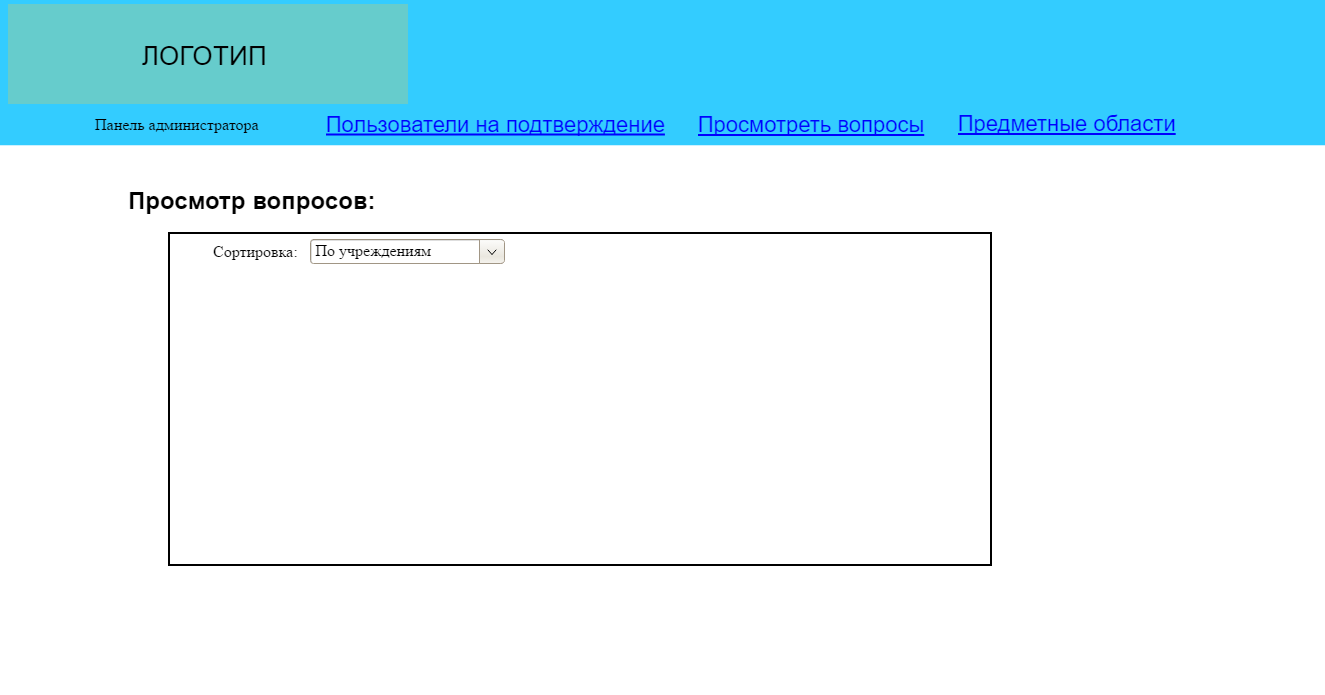 ЛОГОТИП
Панель администратора Пользователи на подтверждение Просмотреть вопросы Предметные области
Просмотр вопросов:
Сортировка: По учреждениям